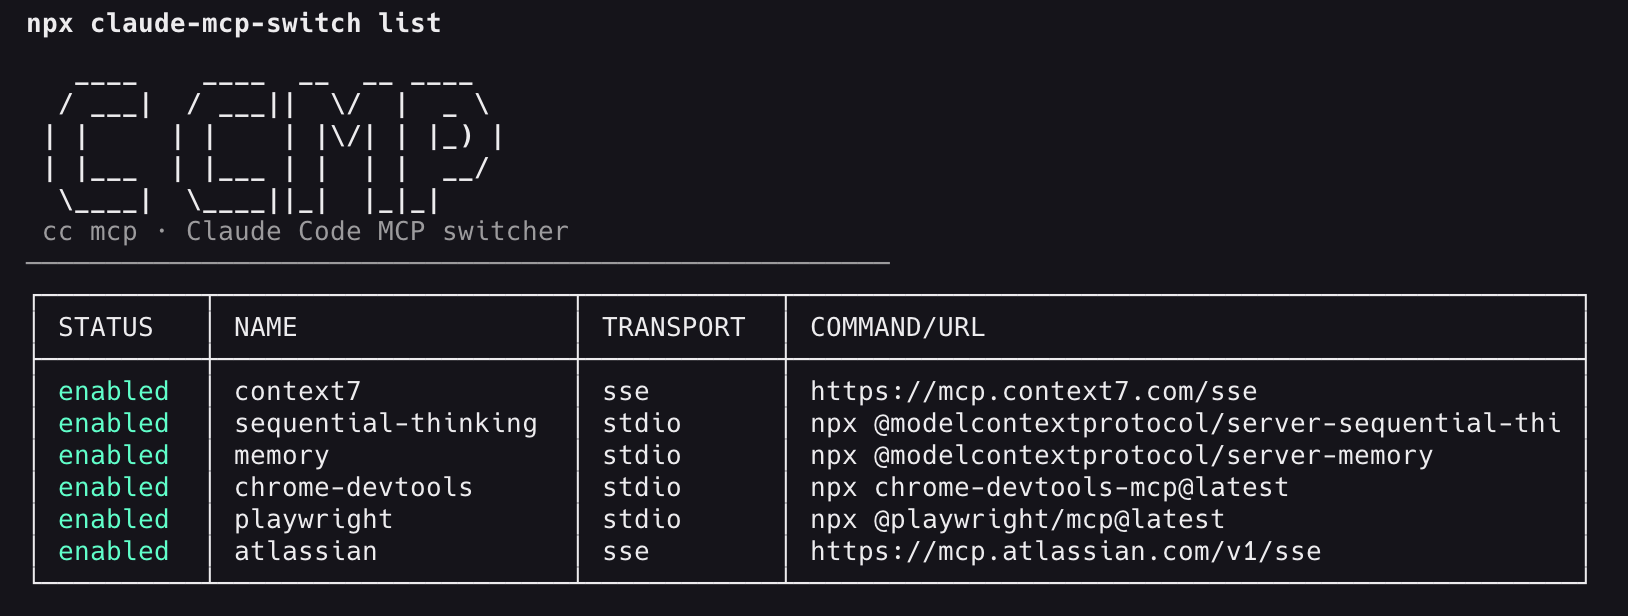 npx claude-mcp-switch list
   ____    ____  __  __ ____
  / ___|  / ___||  \/  |  _ \
 | |     | |    | |\/| | |_) |
 | |___  | |___ | |  | |  __/
  \____|  \____||_|  |_|_|
cc mcp · Claude Code MCP switcher
STATUS NAME TRANSPORT COMMAND/URL
enabled context7 sse https://mcp.context7.com/sse
enabled sequential-thinking stdio npx @modelcontextprotocol/server-sequential-thi
enabled memory stdio npx @modelcontextprotocol/server-memory
enabled chrome-devtools stdio npx chrome-devtools-mcp@latest
enabled playwright stdio npx @playwright/mcp@latest
enabled atlassian sse https://mcp.atlassian.com/v1/sse